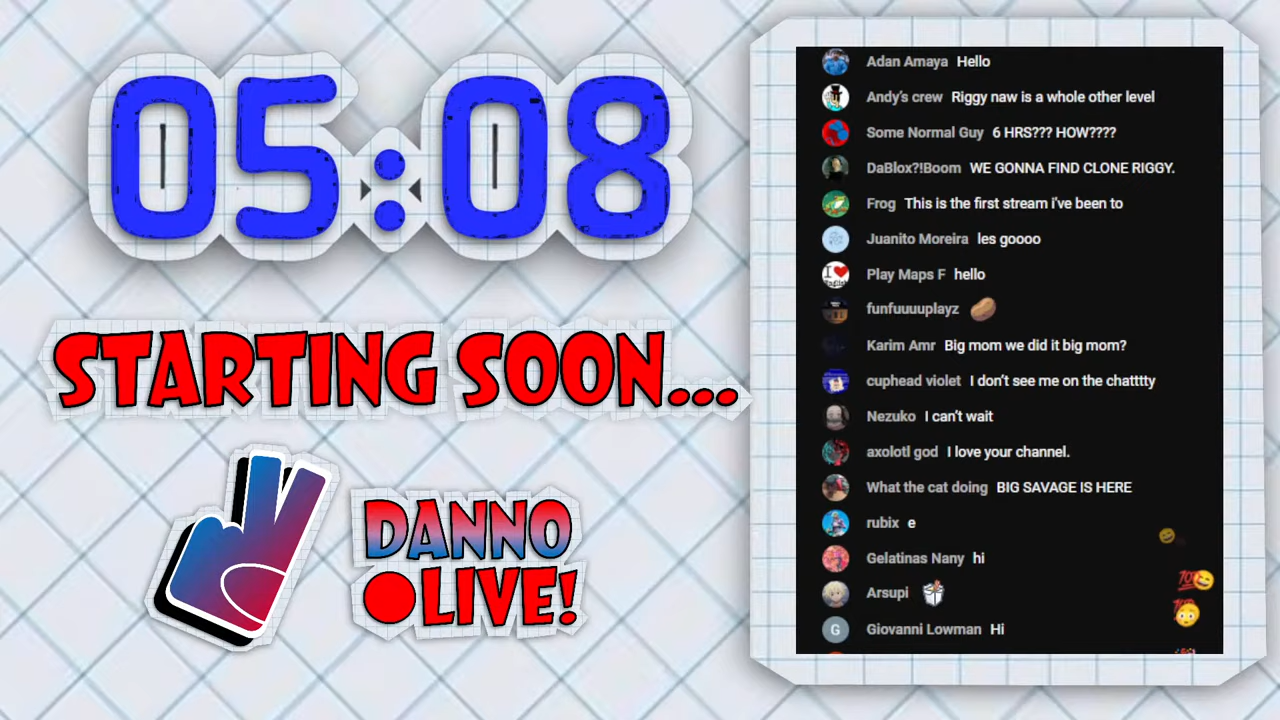 05:08
STARTING SOON...
DANNO
LIVE!
Adan Amaya Hello
Andy's crew Riggy naw is a whole other level
Some Normal Guy 6 HRS??? HOW????
DaBlox?!Boom WE GONNA FIND CLONE RIGGY.
Frog This is the first stream i've been to
Juanito Moreira les goooo
Play Maps F hello
funfuuuuplayz 🥔
Karim Amr Big mom we did it big mom?
cuphead violet I don't see me on the chatttty
Nezuko I can't wait
axolotl god I love your channel.
What the cat doing BIG SAVAGE IS HERE
rubix e
Gelatinas Nany hi
Arsupi
G Giovanni Lowman Hi